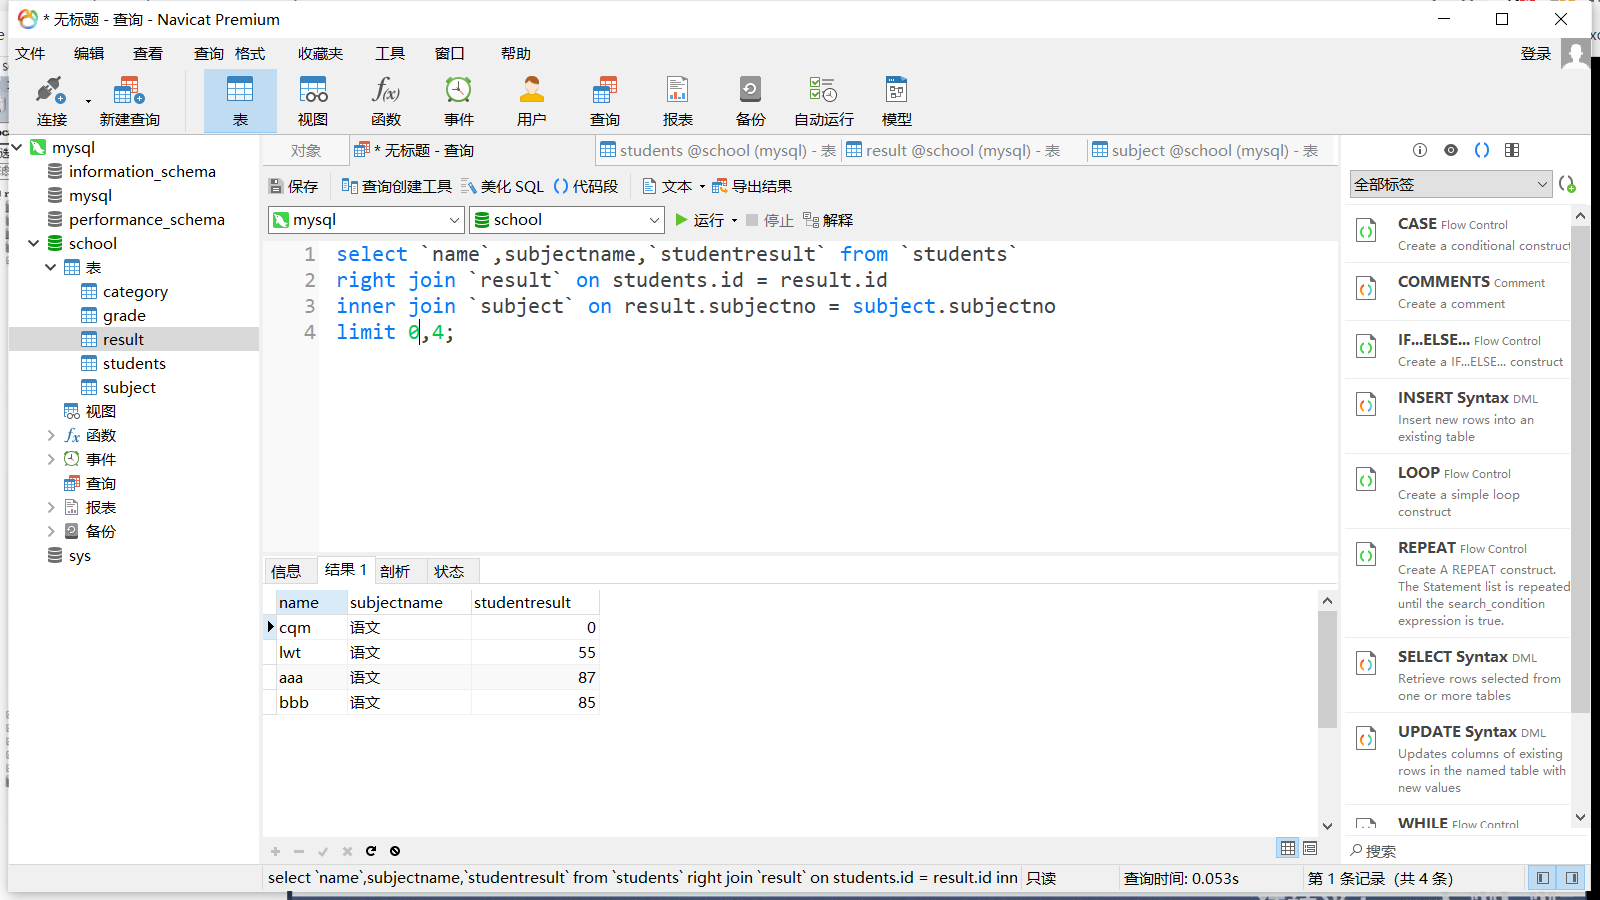 * 无标题 - 查询 - Navicat Premium
文件 编辑 查看 查询 格式 收藏夹 工具 窗口 帮助 登录
连接 新建查询 表 视图 函数 事件 用户 查询 报表 备份 自动运行 模型
mysql
information_schema
mysql
performance_schema
school
表
category
grade
result
students
subject
视图
函数
事件
查询
报表
备份
sys
对象 * 无标题 - 查询 students @school (mysql) - 表 result @school (mysql) - 表 subject @school (mysql) - 表
保存 查询创建工具 美化 SQL 代码段 文本 导出结果
mysql school 运行 停止 解释
1 select `name`,subjectname,`studentresult` from `students`
2 right join `result` on students.id = result.id
3 inner join `subject` on result.subjectno = subject.subjectno
4 limit 0,4;
信息 结果 1 剖析 状态
name subjectname studentresult
cqm 语文 0
lwt 语文 55
aaa 语文 87
bbb 语文 85
全部标签
CASE Flow Control
Create a conditional construct
COMMENTS Comment
Create a comment
IF...ELSE... Flow Control
Create a IF...ELSE... construct
INSERT Syntax DML
Insert new rows into an
existing table
LOOP Flow Control
Create a simple loop
construct
REPEAT Flow Control
Create A REPEAT construct.
The Statement list is repeated
until the search_condition
expression is true.
SELECT Syntax DML
Retrieve rows selected from
one or more tables
UPDATE Syntax DML
Updates columns of existing
rows in the named table with
new values
WHILE Flow Control
搜索
select `name`,subjectname,`studentresult` from `students` right join `result` on students.id = result.id inn 只读 查询时间: 0.053s 第 1 条记录 (共 4 条)